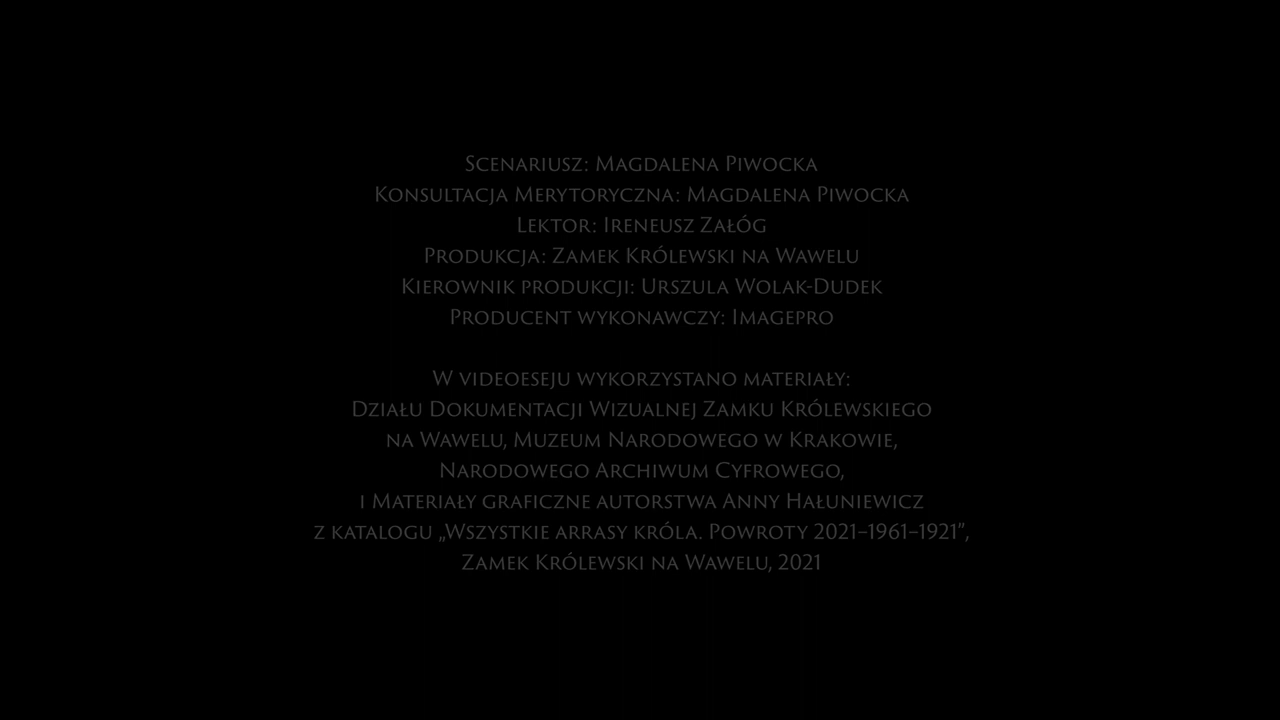 Scenariusz: Magdalena Piwocka
Konsultacja Merytoryczna: Magdalena Piwocka
Lektor: Ireneusz Załóg
Produkcja: Zamek Królewski na Wawelu
Kierownik produkcji: Urszula Wolak-Dudek
Producent wykonawczy: Imagepro
W videoeseju wykorzystano materiały:
Działu Dokumentacji Wizualnej Zamku Królewskiego
na Wawelu, Muzeum Narodowego w Krakowie,
Narodowego Archiwum Cyfrowego,
i Materiały graficzne autorstwa Anny Hałuniewicz
z katalogu „Wszystkie arrasy króla. Powroty 2021–1961–1921”,
Zamek Królewski na Wawelu, 2021